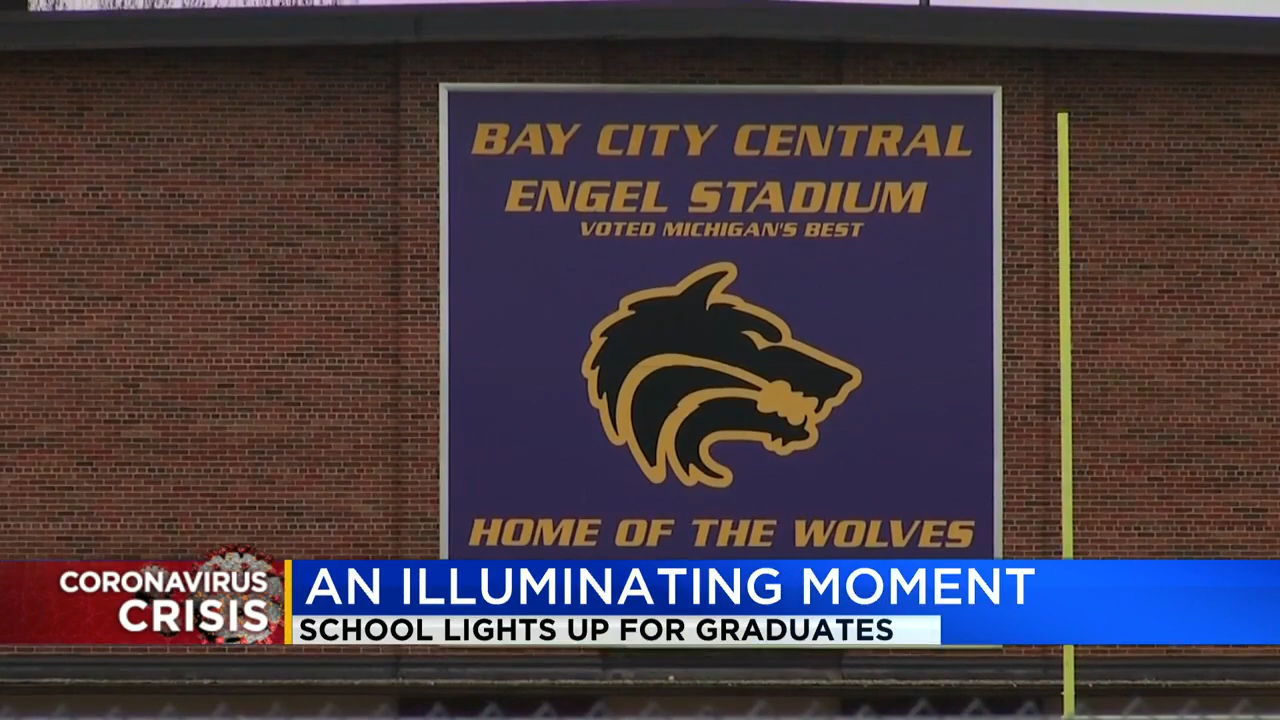 BAY CITY CENTRAL
ENGEL STADIUM
VOTED MICHIGAN'S BEST
HOME OF THE WOLVES
CORONAVIRUS
CRISIS
AN ILLUMINATING MOMENT
SCHOOL LIGHTS UP FOR GRADUATES